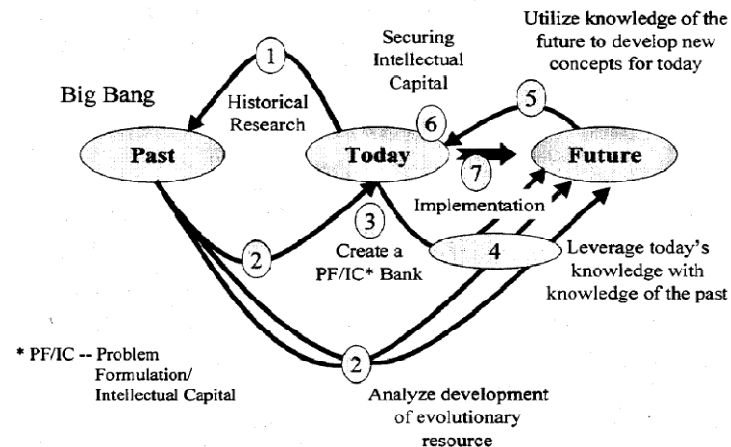 Utilize knowledge of the
future to develop new
concepts for today
Securing
Intellectual
Capital
1
5
Big Bang
Historical
Research
6
Past
Today
Future
7
Implementation
3
Create a
PF/IC* Bank
2
4
Leverage today's
knowledge with
knowledge of the past
* PF/IC -- Problem
Formulation/
Intellectual Capital
2
Analyze development
of evolutionary
resource